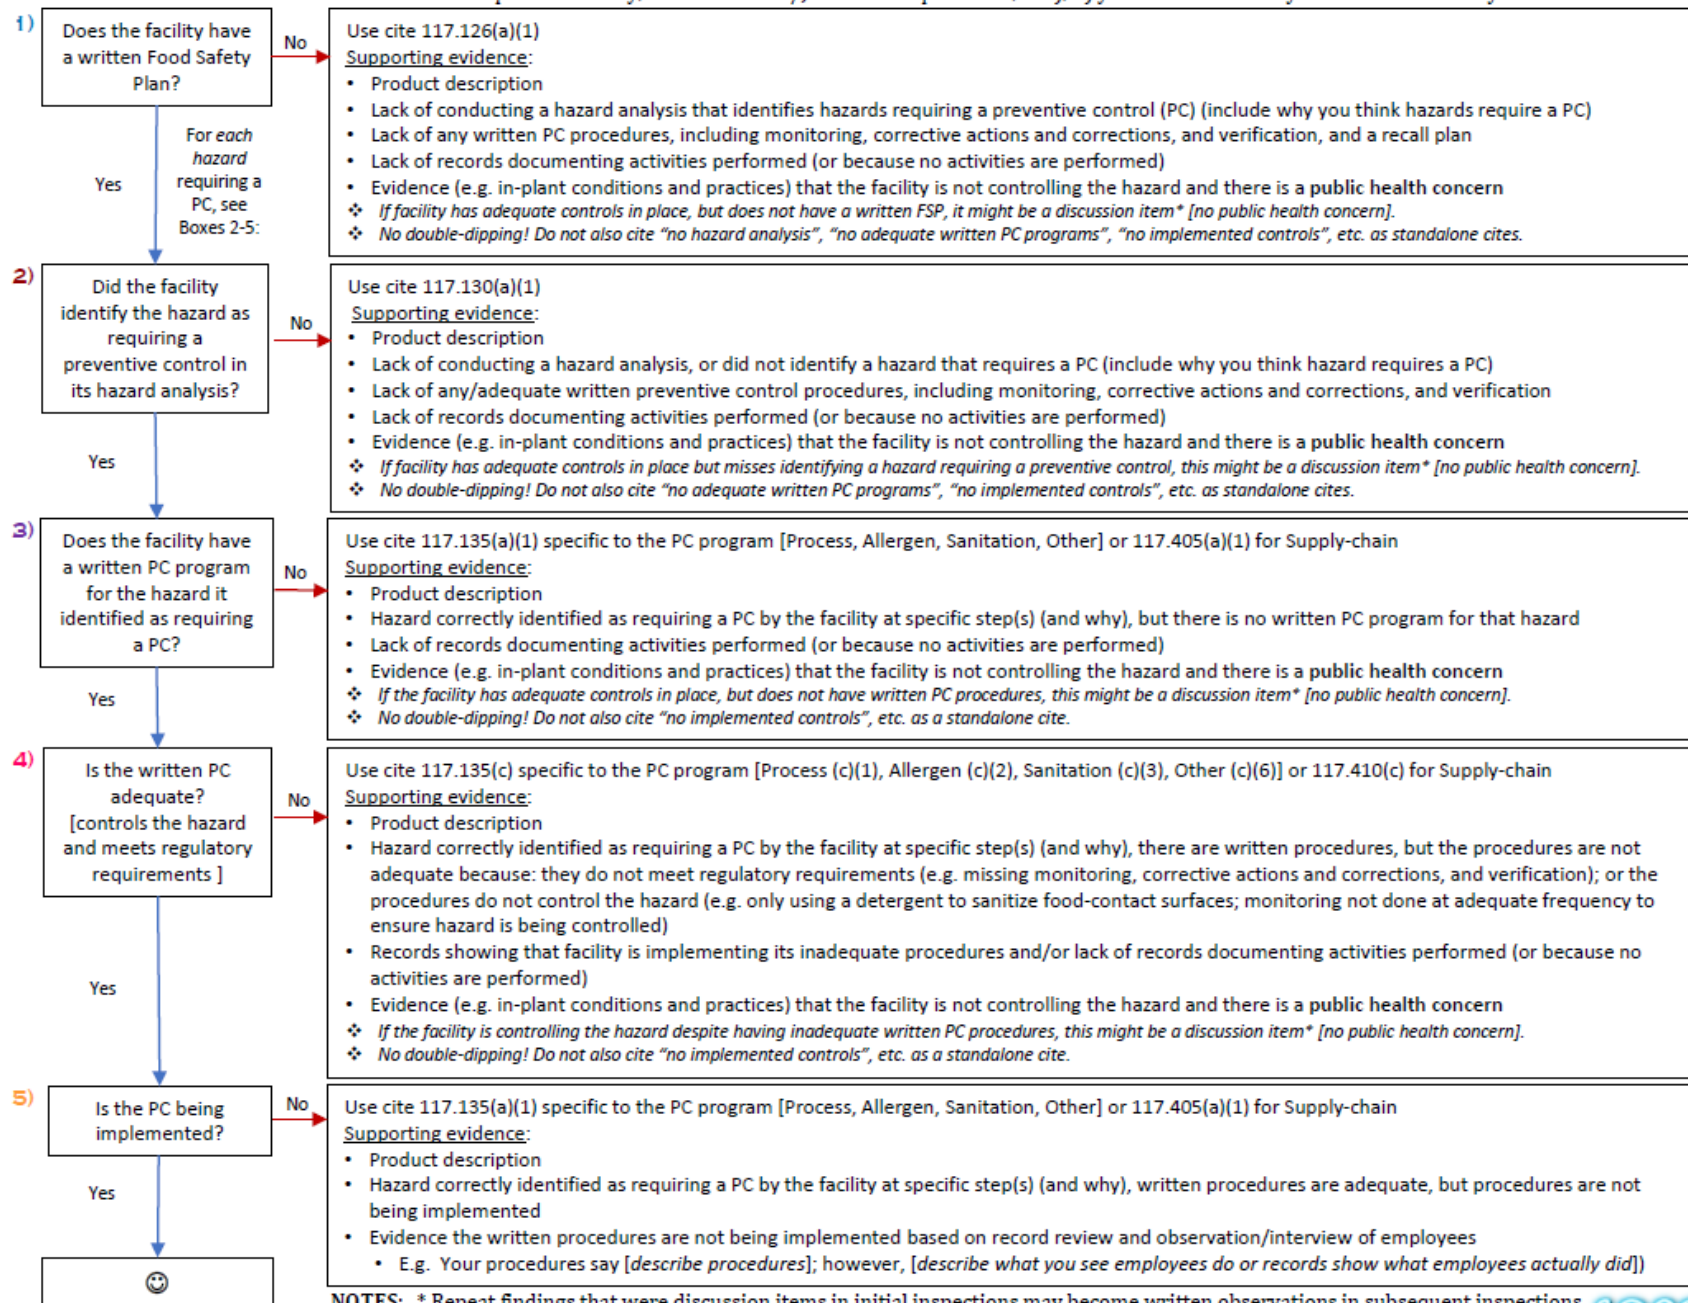 1)
Does the facility have
a written Food Safety
Plan?
No
Use cite 117.126(a)(1)
Supporting evidence:
• Product description
• Lack of conducting a hazard analysis that identifies hazards requiring a preventive control (PC) (include why you think hazards require a PC)
• Lack of any written PC procedures, including monitoring, corrective actions and corrections, and verification, and a recall plan
• Lack of records documenting activities performed (or because no activities are performed)
• Evidence (e.g. in-plant conditions and practices) that the facility is not controlling the hazard and there is a public health concern
❖ If facility has adequate controls in place, but does not have a written FSP, it might be a discussion item* [no public health concern].
❖ No double-dipping! Do not also cite “no hazard analysis”, “no adequate written PC programs”, “no implemented controls”, etc. as standalone cites.
Yes
For each
hazard
requiring a
PC, see
Boxes 2-5:
2)
Did the facility
identify the hazard as
requiring a
preventive control in
its hazard analysis?
No
Use cite 117.130(a)(1)
Supporting evidence:
• Product description
• Lack of conducting a hazard analysis, or did not identify a hazard that requires a PC (include why you think hazard requires a PC)
• Lack of any/adequate written preventive control procedures, including monitoring, corrective actions and corrections, and verification
• Lack of records documenting activities performed (or because no activities are performed)
• Evidence (e.g. in-plant conditions and practices) that the facility is not controlling the hazard and there is a public health concern
❖ If facility has adequate controls in place but misses identifying a hazard requiring a preventive control, this might be a discussion item* [no public health concern].
❖ No double-dipping! Do not also cite “no adequate written PC programs”, “no implemented controls”, etc. as standalone cites.
Yes
3)
Does the facility have
a written PC program
for the hazard it
identified as requiring
a PC?
No
Use cite 117.135(a)(1) specific to the PC program [Process, Allergen, Sanitation, Other] or 117.405(a)(1) for Supply-chain
Supporting evidence:
• Product description
• Hazard correctly identified as requiring a PC by the facility at specific step(s) (and why), but there is no written PC program for that hazard
• Lack of records documenting activities performed (or because no activities are performed)
• Evidence (e.g. in-plant conditions and practices) that the facility is not controlling the hazard and there is a public health concern
❖ If the facility has adequate controls in place, but does not have written PC procedures, this might be a discussion item* [no public health concern].
❖ No double-dipping! Do not also cite “no implemented controls”, etc. as a standalone cite.
Yes
4)
Is the written PC
adequate?
[controls the hazard
and meets regulatory
requirements ]
No
Use cite 117.135(c) specific to the PC program [Process (c)(1), Allergen (c)(2), Sanitation (c)(3), Other (c)(6)] or 117.410(c) for Supply-chain
Supporting evidence:
• Product description
• Hazard correctly identified as requiring a PC by the facility at specific step(s) (and why), there are written procedures, but the procedures are not
adequate because: they do not meet regulatory requirements (e.g. missing monitoring, corrective actions and corrections, and verification); or the
procedures do not control the hazard (e.g. only using a detergent to sanitize food-contact surfaces; monitoring not done at adequate frequency to
ensure hazard is being controlled)
• Records showing that facility is implementing its inadequate procedures and/or lack of records documenting activities performed (or because no
activities are performed)
• Evidence (e.g. in-plant conditions and practices) that the facility is not controlling the hazard and there is a public health concern
❖ If the facility is controlling the hazard despite having inadequate written PC procedures, this might be a discussion item* [no public health concern].
❖ No double-dipping! Do not also cite “no implemented controls”, etc. as a standalone cite.
Yes
5)
Is the PC being
implemented?
No
Use cite 117.135(a)(1) specific to the PC program [Process, Allergen, Sanitation, Other] or 117.405(a)(1) for Supply-chain
Supporting evidence:
• Product description
• Hazard correctly identified as requiring a PC by the facility at specific step(s) (and why), written procedures are adequate, but procedures are not
being implemented
• Evidence the written procedures are not being implemented based on record review and observation/interview of employees
• E.g. Your procedures say [describe procedures]; however, [describe what you see employees do or records show what employees actually did])
Yes
☺
NOTES: * Repeat findings that were discussion items in initial inspections may become written observations in subsequent inspections